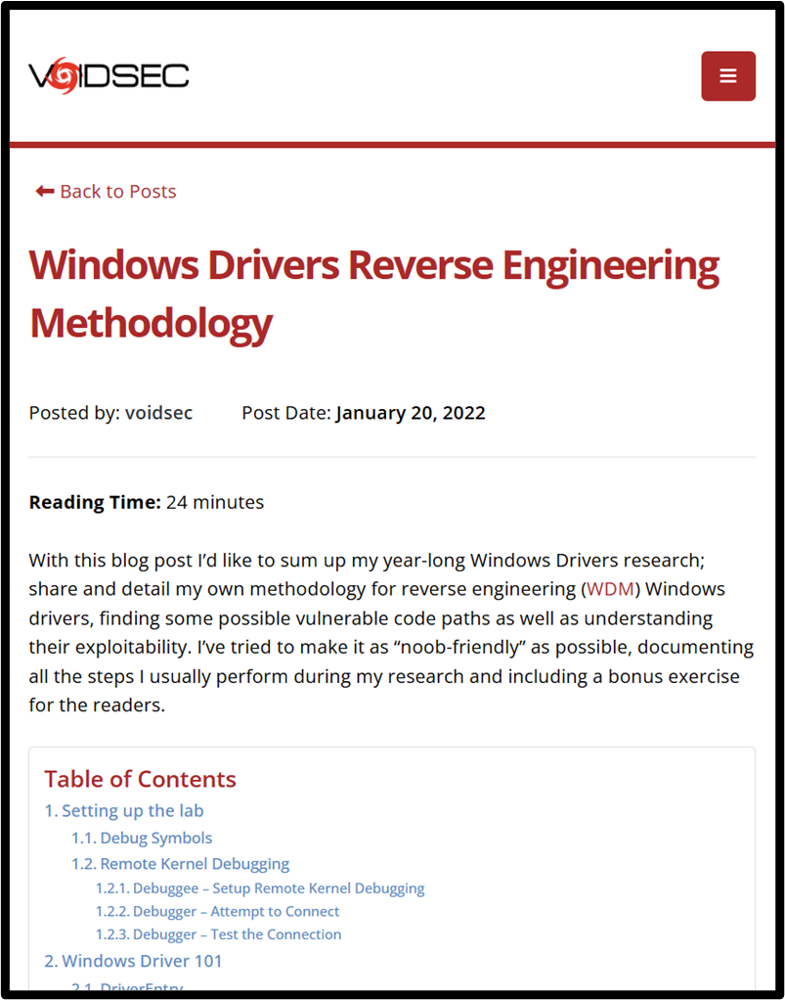 VOIDSEC
Back to Posts
Windows Drivers Reverse Engineering
Methodology
Posted by: voidsec Post Date: January 20, 2022
Reading Time: 24 minutes
With this blog post I’d like to sum up my year-long Windows Drivers research;
share and detail my own methodology for reverse engineering (WDM) Windows
drivers, finding some possible vulnerable code paths as well as understanding
their exploitability. I’ve tried to make it as “noob-friendly” as possible, documenting
all the steps I usually perform during my research and including a bonus exercise
for the readers.
Table of Contents
1. Setting up the lab
1.1. Debug Symbols
1.2. Remote Kernel Debugging
1.2.1. Debuggee – Setup Remote Kernel Debugging
1.2.2. Debugger – Attempt to Connect
1.2.3. Debugger – Test the Connection
2. Windows Driver 101
2.1. DriverEntry